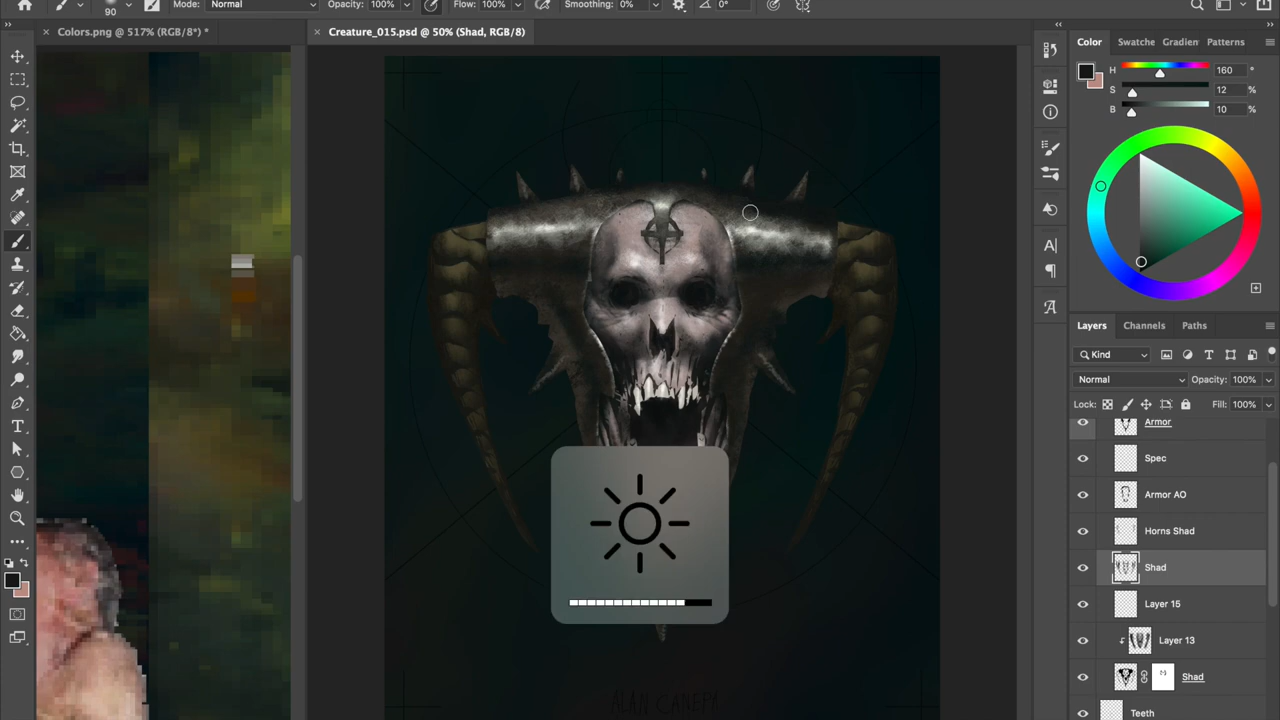 90
Mode:
Normal
Opacity:
100%
Flow:
100%
Smoothing:
0%
0°
Colors.png @ 517% (RGB/8*) *
Creature_015.psd @ 50% (Shad, RGB/8)
Color
Swatche
Gradien
Patterns
H
160
°
S
12
%
B
10
%
Layers
Channels
Paths
Kind
Normal
Opacity:
100%
Lock:
Fill:
100%
Armor
Spec
Armor AO
Horns Shad
Shad
Layer 15
Layer 13
Shad
Teeth
ALAN CANEPA